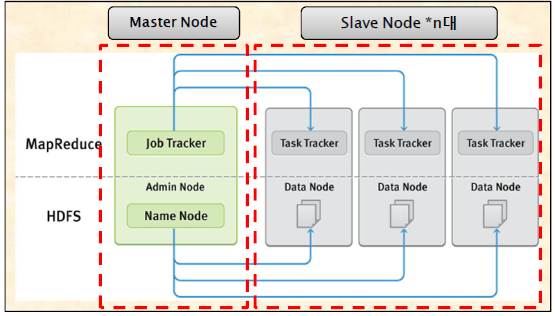 Master Node
Slave Node *n대
MapReduce
Job Tracker
Task Tracker
Task Tracker
Task Tracker
Admin Node
Data Node
Data Node
Data Node
HDFS
Name Node